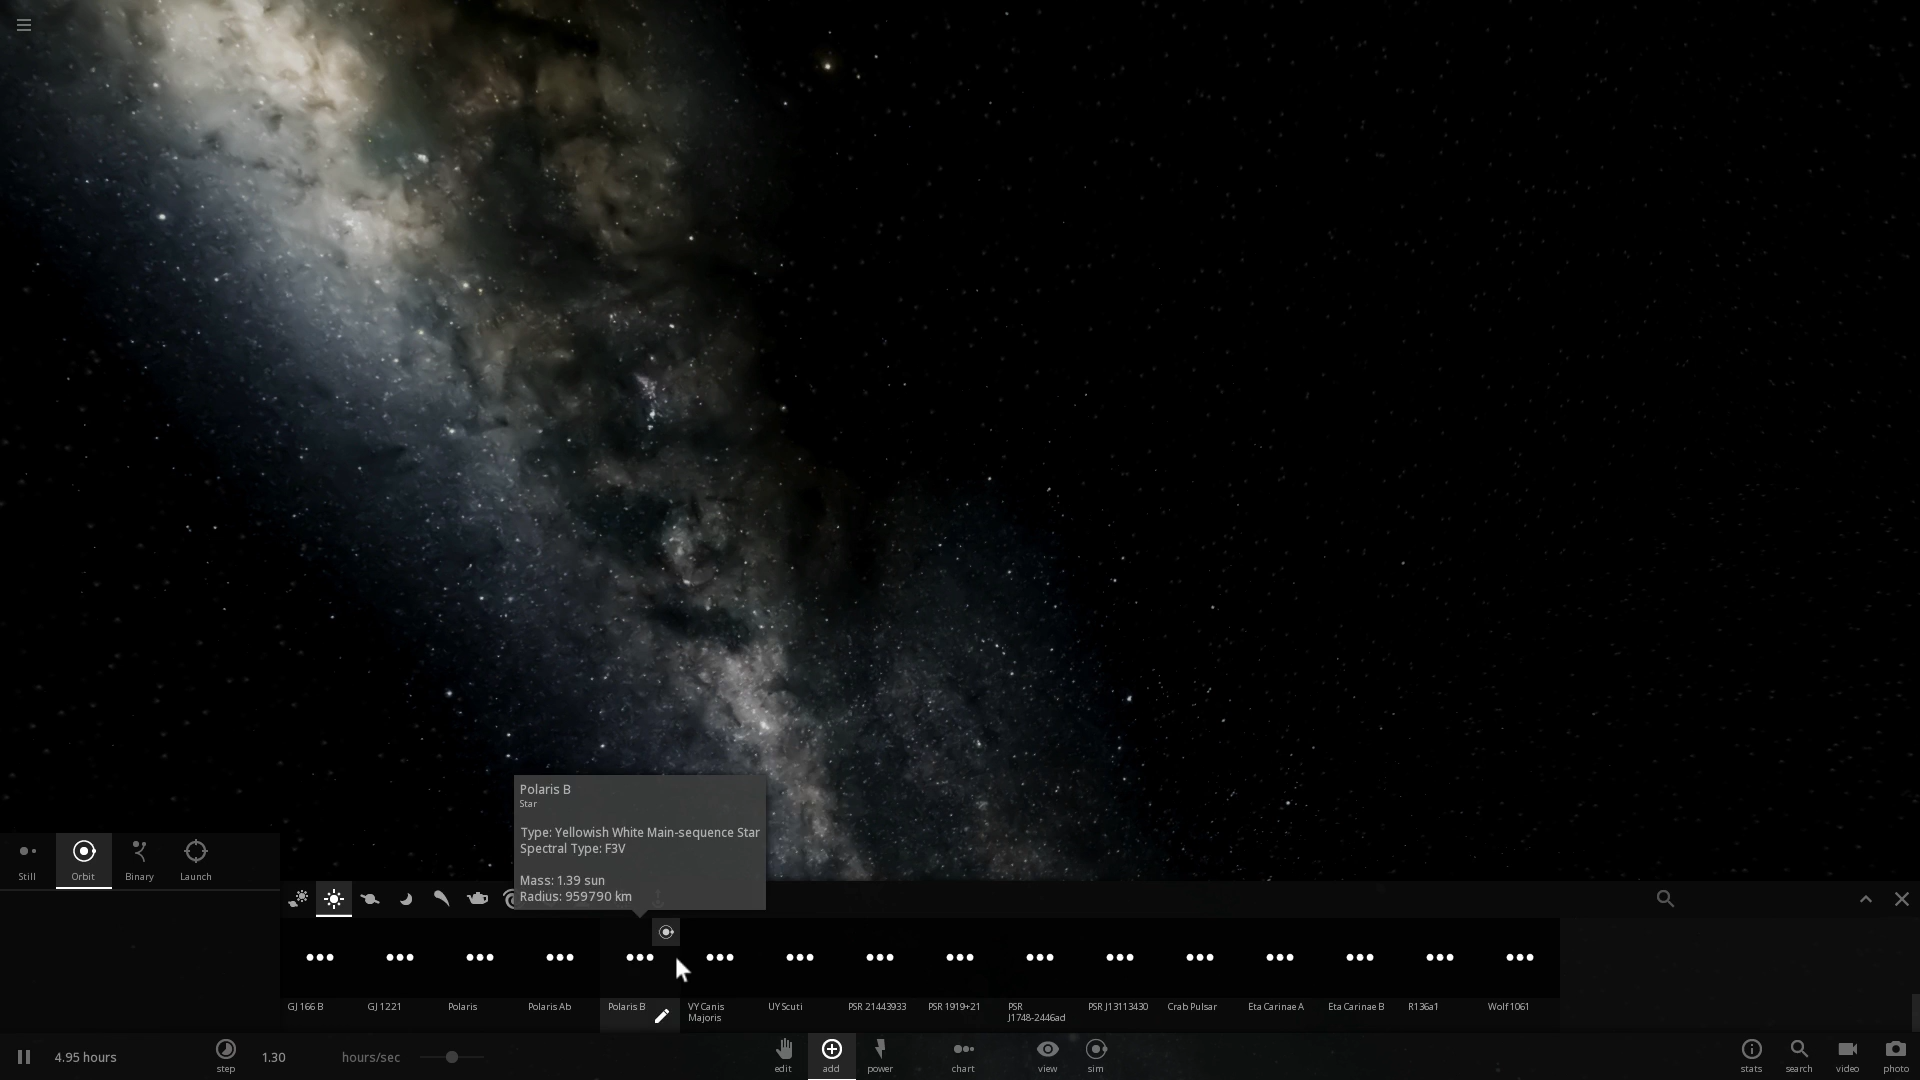 Polaris B
Star
Type: Yellowish White Main-sequence Star
Spectral Type: F3V
Mass: 1.39 sun
Radius: 959790 km
Still
Orbit
Binary
Launch
GJ 166 B
GJ 1221
Polaris
Polaris Ab
Polaris B
VY Canis
Majoris
UY Scuti
PSR 21443933
PSR 1919+21
PSR
J1748-2446ad
PSR J13113430
Crab Pulsar
Eta Carinae A
Eta Carinae B
R136a1
Wolf 1061
4.95 hours
step
1.30
hours/sec
edit
add
power
chart
view
sim
stats
search
video
photo